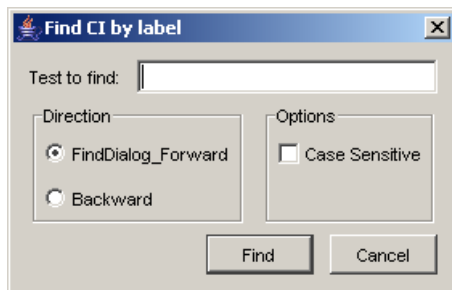 Find CI by label
Test to find:
Direction
Options
FindDialog_Forward
Case Sensitive
Backward
Find
Cancel